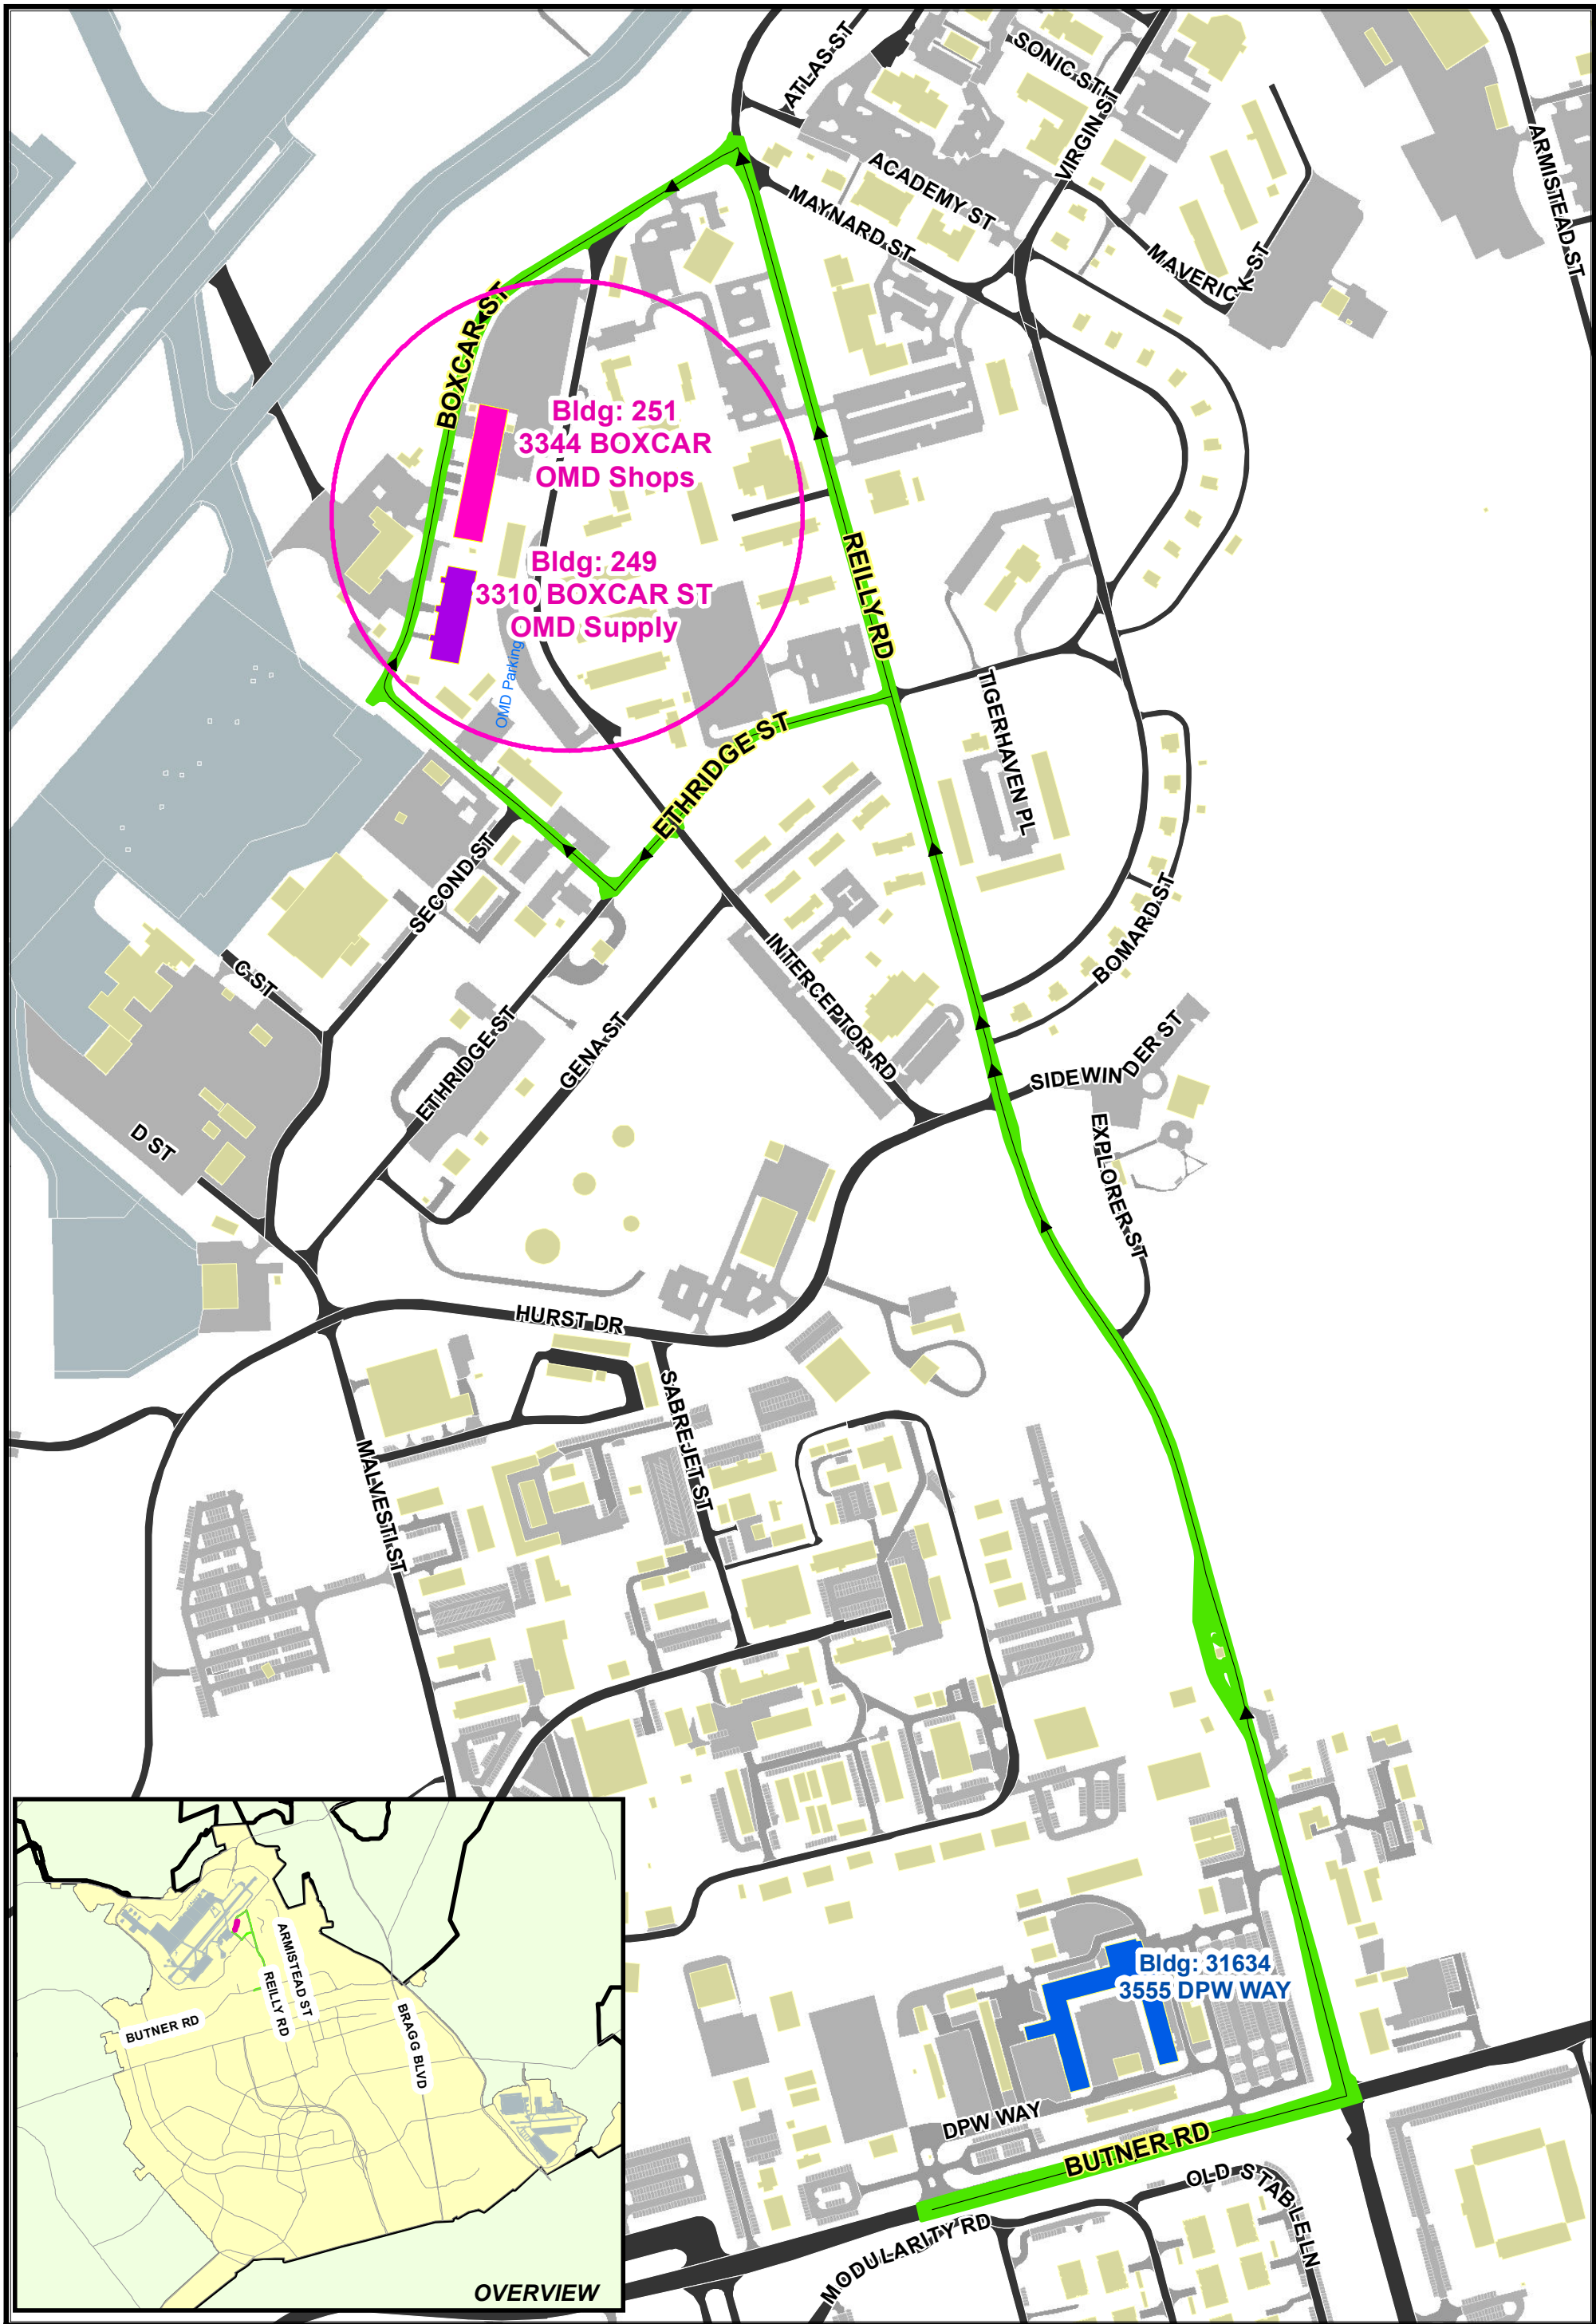 ATLAS ST
SONIC ST
VIRGIN ST
ARMISTEAD ST
ACADEMY ST
MAYNARD ST
MAVERICK ST
BOXCAR ST
Bldg: 251
3344 BOXCAR
OMD Shops
Bldg: 249
3310 BOXCAR ST
OMD Supply
OMD Parking
REILLY RD
TIGERHAVEN PL
ETHRIDGE ST
SECOND ST
BOMARD ST
C ST
INTERCEPTOR RD
ETHRIDGE ST
GENA ST
SIDEWINDER ST
D ST
EXPLORER ST
HURST DR
SABREJET ST
MALVESTI ST
Bldg: 31634
3555 DPW WAY
DPW WAY
BUTNER RD
OLD STABLE LN
MODULARITY RD
ARMISTEAD ST
REILLY RD
BUTNER RD
BRAGG BLVD
OVERVIEW